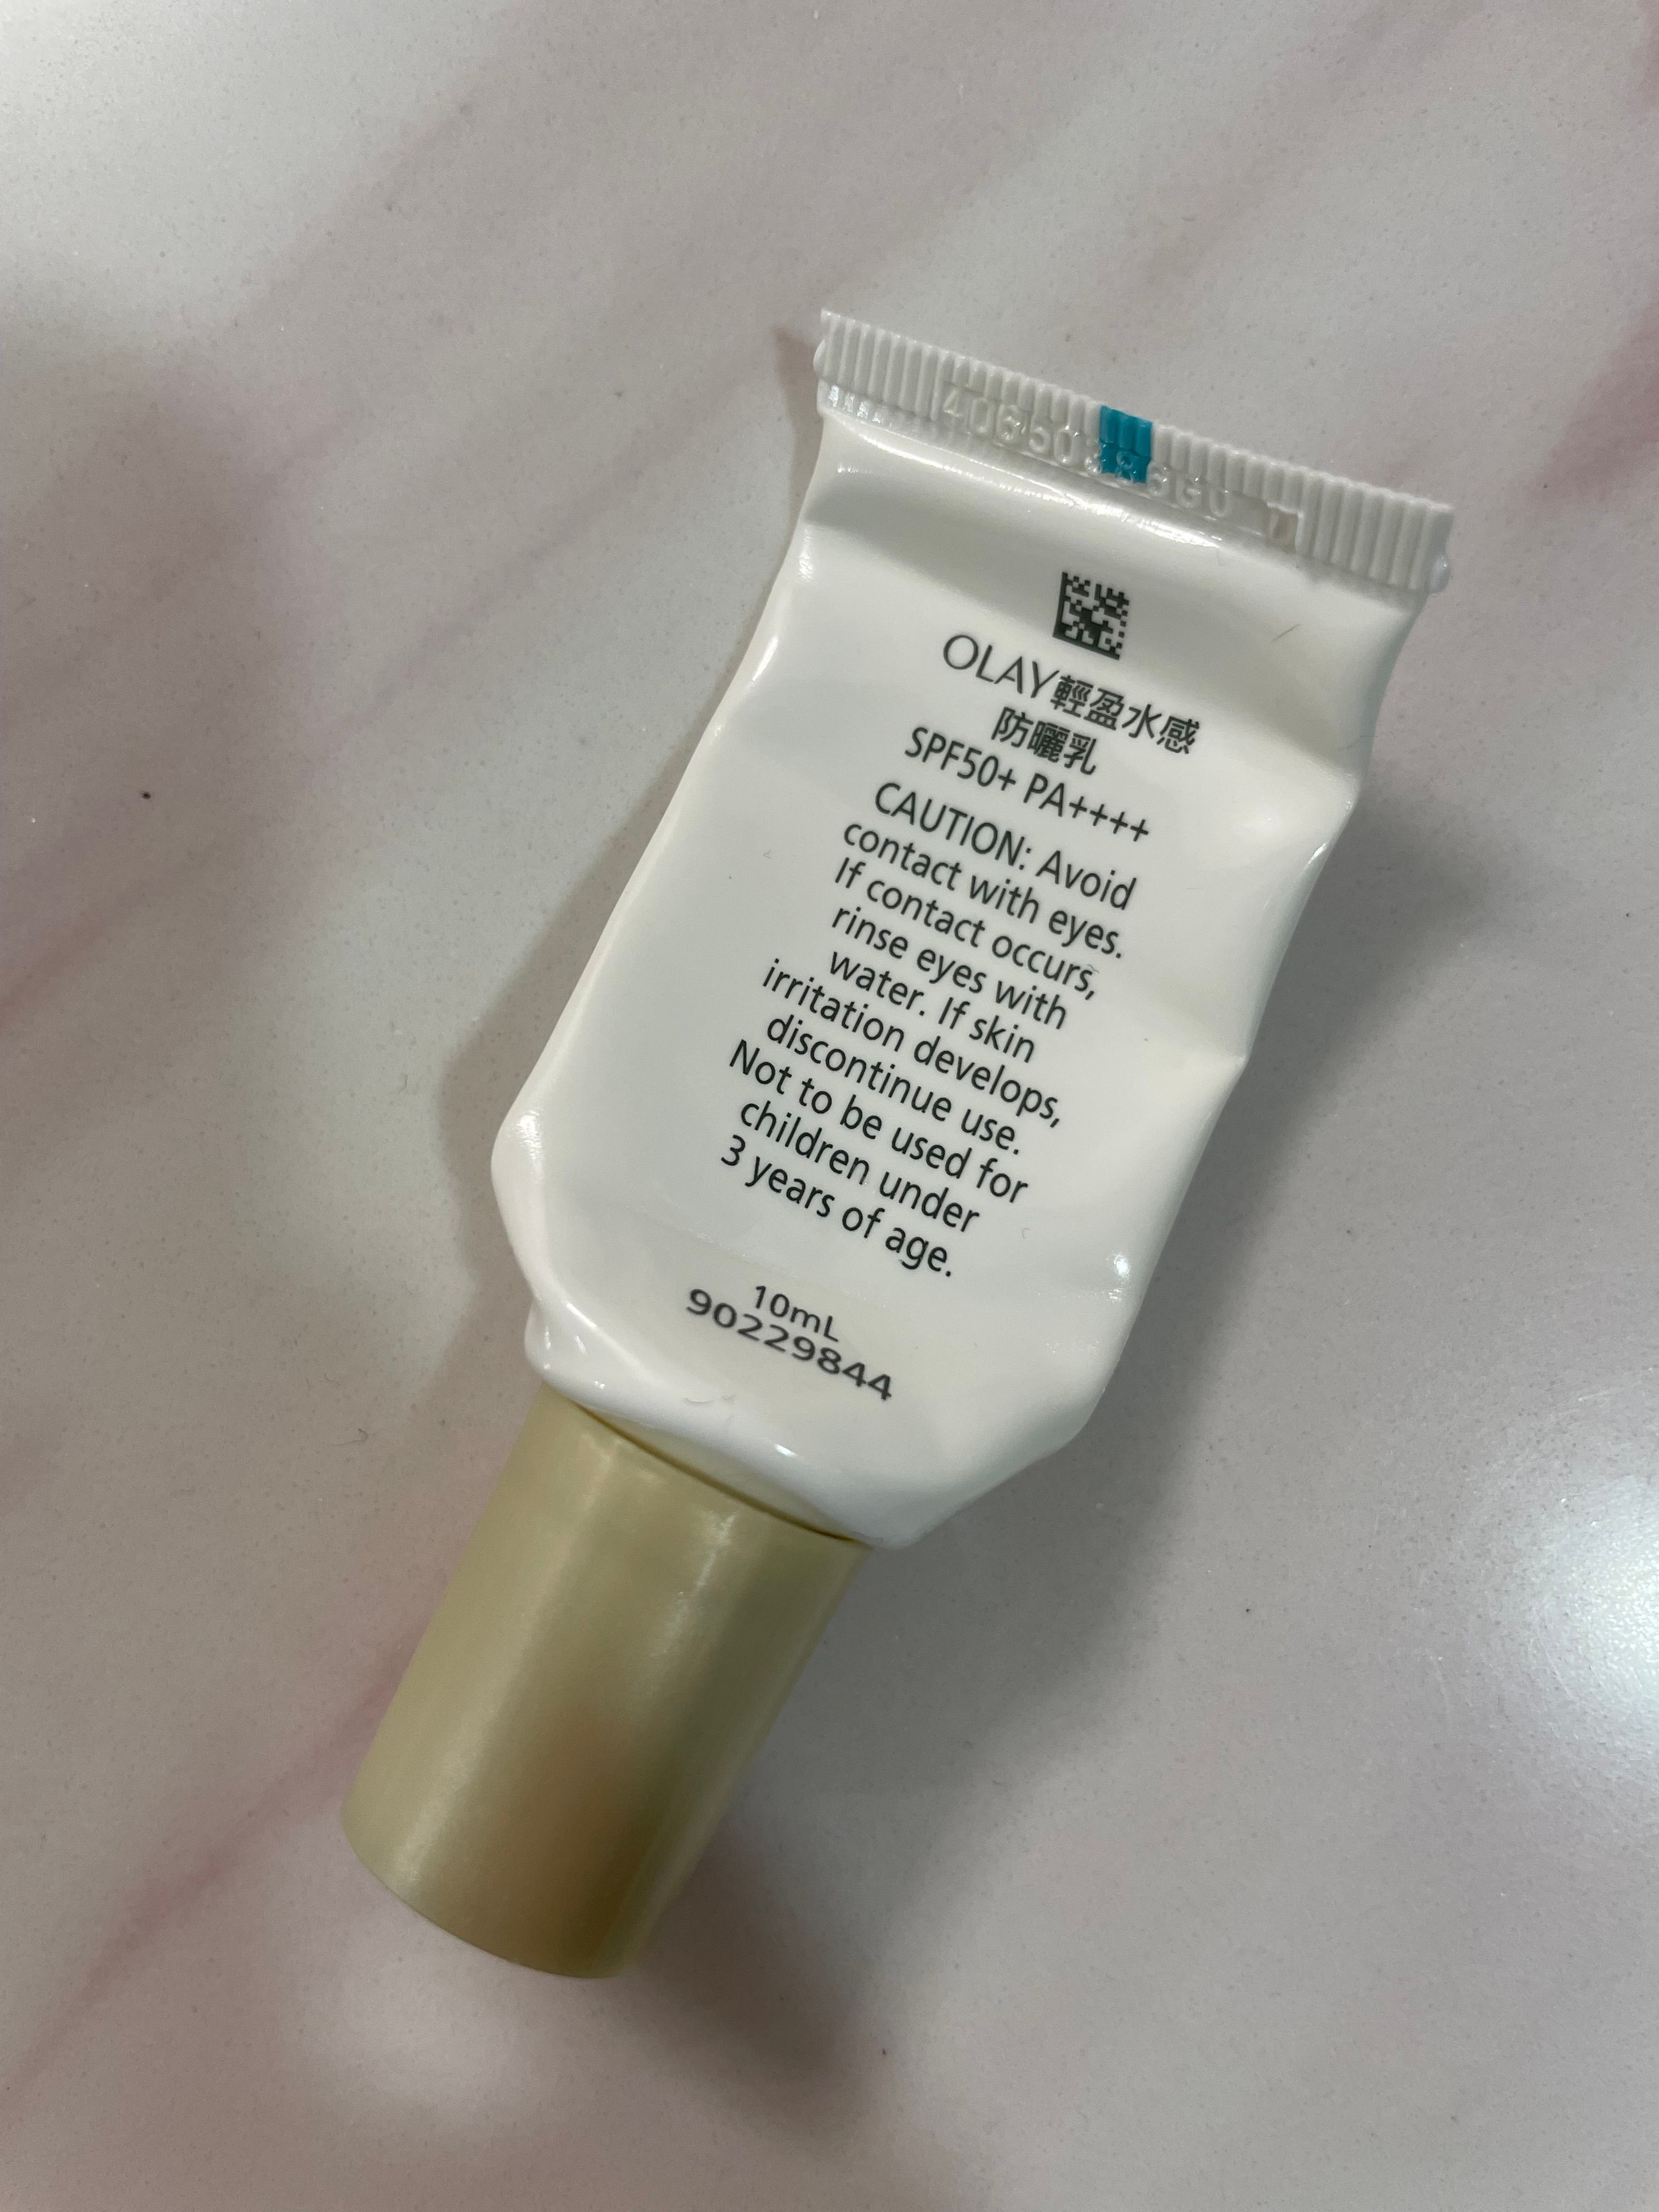 OLAY輕盈水感
防曬乳
SPF50+ PA++++
CAUTION: Avoid
contact with eyes.
If contact occurs,
rinse eyes with
water. If skin
irritation develops,
discontinue use.
Not to be used for
children under
3 years of age.
10mL
90229844